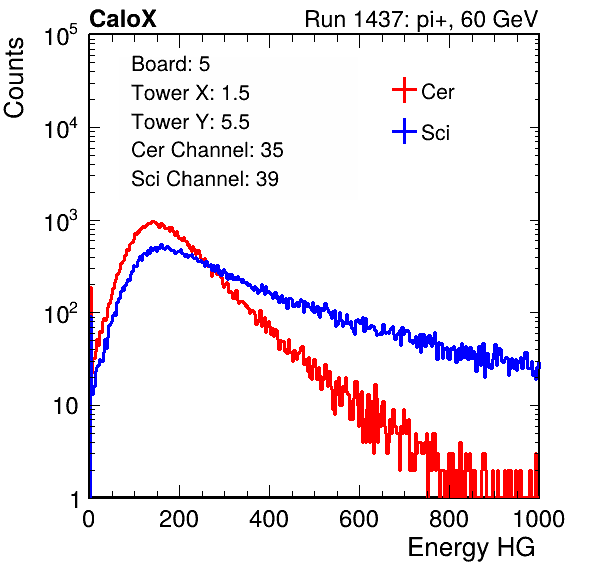 CaloX Run 1437: pi+, 60 GeV
Counts
10^5
10^4
10^3
10^2
10
1
Board: 5
Tower X: 1.5
Tower Y: 5.5
Cer Channel: 35
Sci Channel: 39
Cer
Sci
0 200 400 600 800 1000
Energy HG